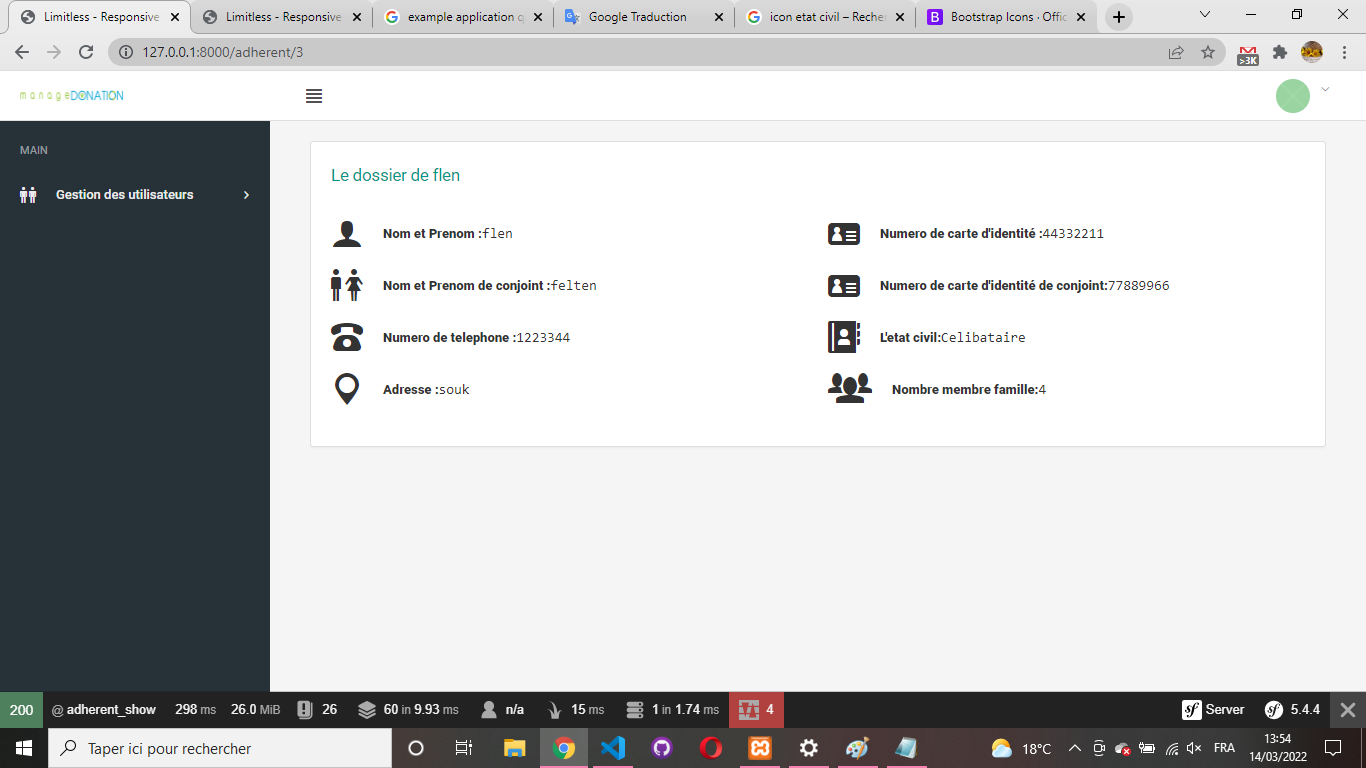 Limitless - Responsive
Limitless - Responsive
example application q
Google Traduction
icon etat civil – Reche
Bootstrap Icons · Offic
127.0.0.1:8000/adherent/3
>3K
manageDONATION
MAIN
Gestion des utilisateurs
Le dossier de flen
Nom et Prenom :flen
Numero de carte d'identité :44332211
Nom et Prenom de conjoint :felten
Numero de carte d'identité de conjoint:77889966
Numero de telephone :1223344
L'etat civil:Celibataire
Adresse :souk
Nombre membre famille:4
200 @ adherent_show 298 ms 26.0 MiB 26 60 in 9.93 ms n/a 15 ms 1 in 1.74 ms 4 Server 5.4.4
Taper ici pour rechercher
18°C
FRA
13:54
14/03/2022